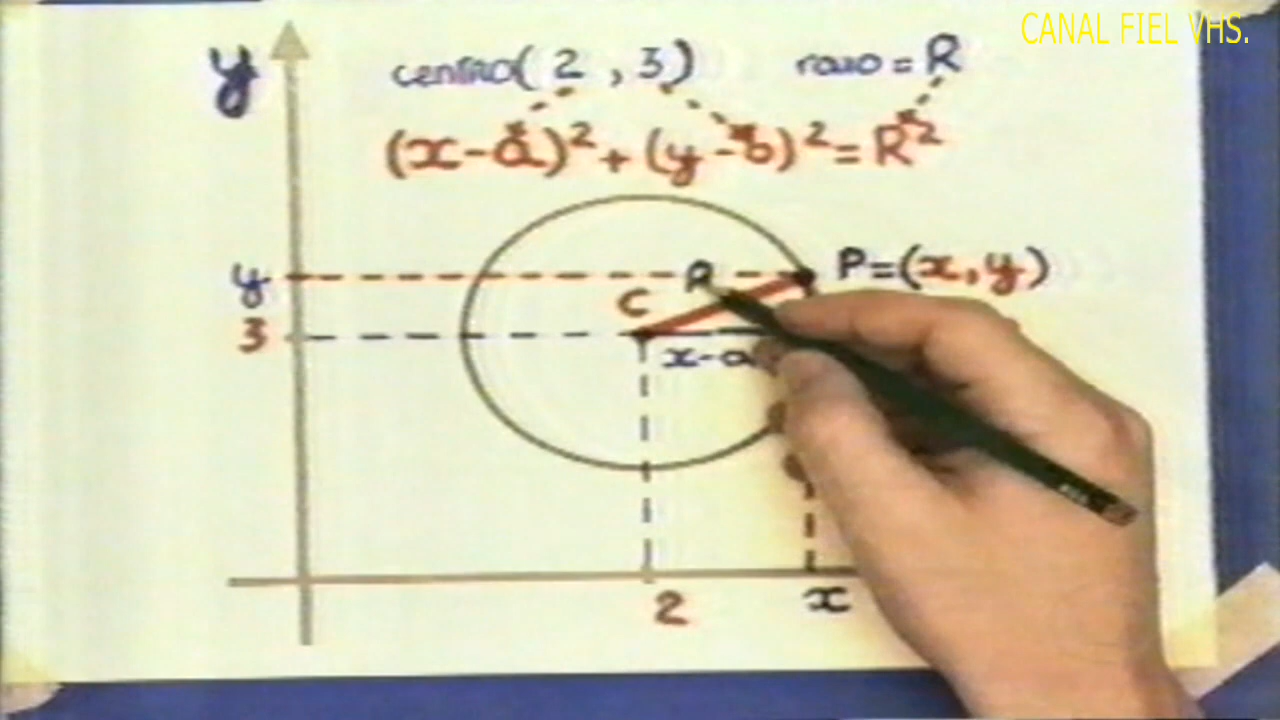 CANAL FIEL VHS.
y
centro(2,3) raio=R
(x-a)²+(y-b)²=R²
y R P=(x,y)
C
3
x-a
2 x